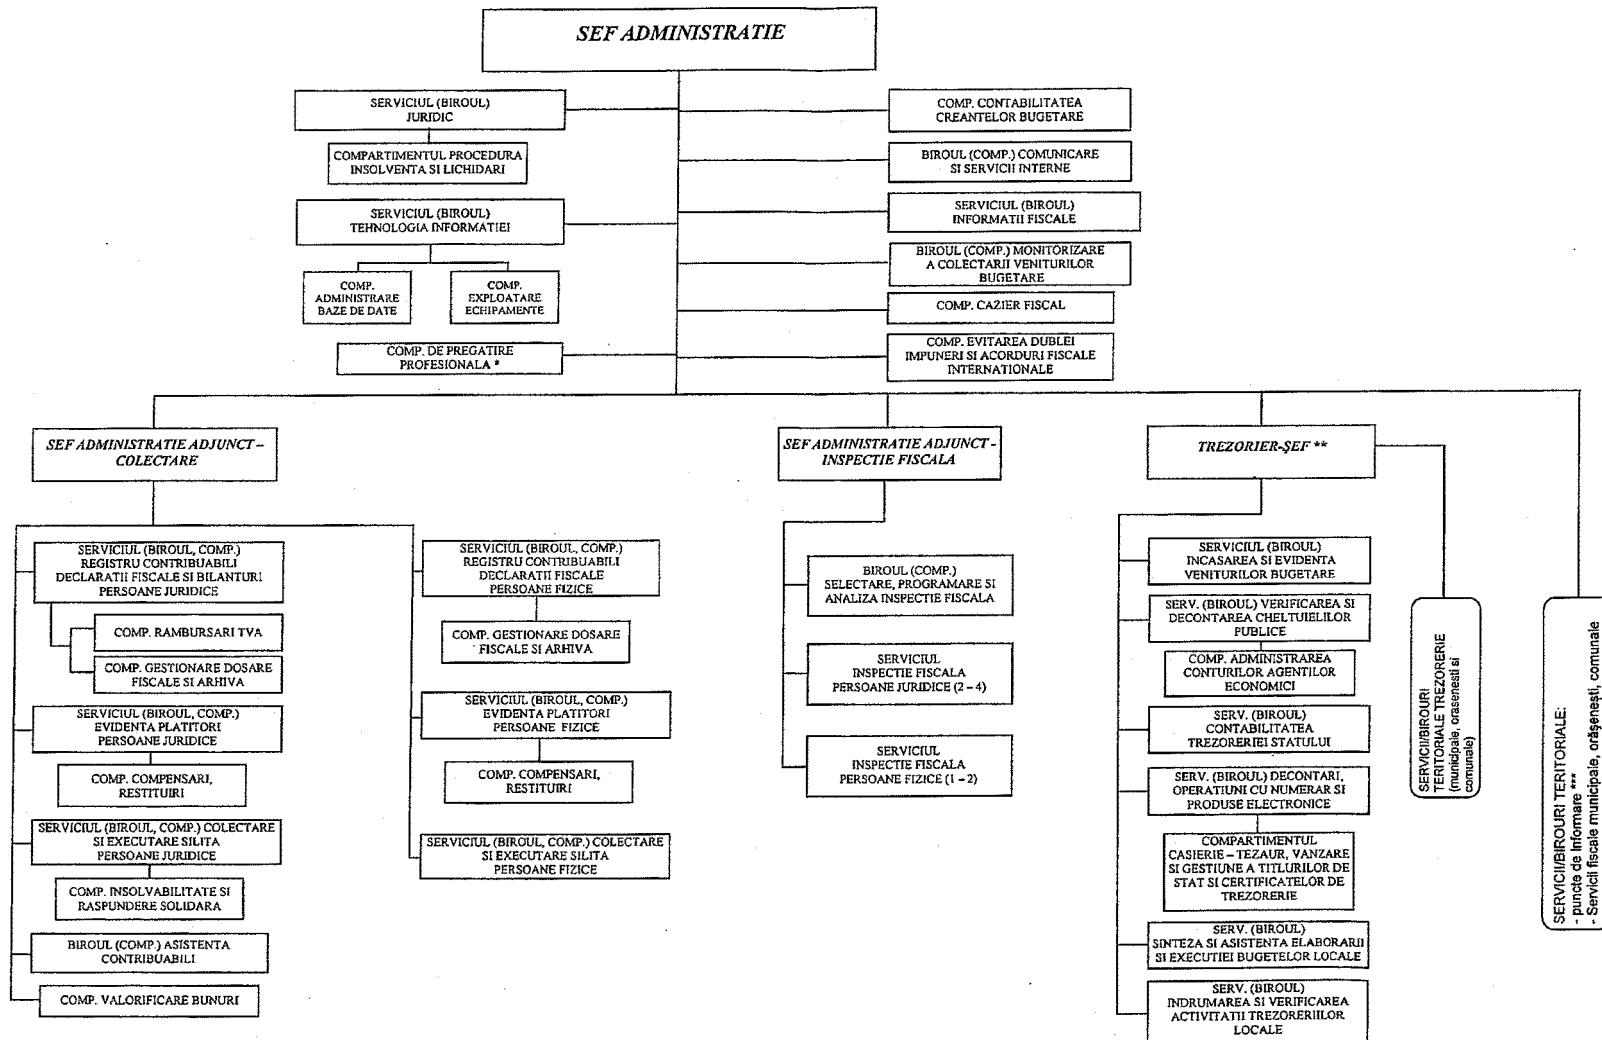 SEF ADMINISTRATIE
SERVICIUL (BIROUL)
JURIDIC
COMPARTIMENTUL PROCEDURA
INSOLVENTA SI LICHIDARI
SERVICIUL (BIROUL)
TEHNOLOGIA INFORMATIEI
COMP.
ADMINISTRARE
BAZE DE DATE
COMP.
EXPLOATARE
ECHIPAMENTE
COMP. DE PREGATIRE
PROFESIONALA *
COMP. CONTABILITATEA
CREANTELOR BUGETARE
BIROUL (COMP.) COMUNICARE
SI SERVICII INTERNE
SERVICIUL (BIROUL)
INFORMATII FISCALE
BIROUL (COMP.) MONITORIZARE
A COLECTARII VENITURILOR
BUGETARE
COMP. CAZIER FISCAL
COMP. EVITAREA DUBLEI
IMPUNERI SI ACORDURI FISCALE
INTERNATIONALE
SEF ADMINISTRATIE ADJUNCT –
COLECTARE
SERVICIUL (BIROUL, COMP.)
REGISTRU CONTRIBUABILI
DECLARATII FISCALE SI BILANTURI
PERSOANE JURIDICE
COMP. RAMBURSARI TVA
COMP. GESTIONARE DOSARE
FISCALE SI ARHIVA
SERVICIUL (BIROUL, COMP.)
EVIDENTA PLATITORI
PERSOANE JURIDICE
COMP. COMPENSARI,
RESTITUIRI
SERVICIUL (BIROUL, COMP.) COLECTARE
SI EXECUTARE SILITA
PERSOANE JURIDICE
COMP. INSOLVABILITATE SI
RASPUNDERE SOLIDARA
BIROUL (COMP.) ASISTENTA
CONTRIBUABILI
COMP. VALORIFICARE BUNURI
SERVICIUL (BIROUL, COMP.)
REGISTRU CONTRIBUABILI
DECLARATII FISCALE
PERSOANE FIZICE
COMP. GESTIONARE DOSARE
FISCALE SI ARHIVA
SERVICIUL (BIROUL, COMP.)
EVIDENTA PLATITORI
PERSOANE FIZICE
COMP. COMPENSARI,
RESTITUIRI
SERVICIUL (BIROUL, COMP.) COLECTARE
SI EXECUTARE SILITA
PERSOANE FIZICE
SEF ADMINISTRATIE ADJUNCT -
INSPECTIE FISCALA
BIROUL (COMP.)
SELECTARE, PROGRAMARE SI
ANALIZA INSPECTIE FISCALA
SERVICIUL
INSPECTIE FISCALA
PERSOANE JURIDICE (2 – 4)
SERVICIUL
INSPECTIE FISCALA
PERSOANE FIZICE (1 – 2)
TREZORIER-ŞEF **
SERVICIUL (BIROUL)
INCASAREA SI EVIDENTA
VENITURILOR BUGETARE
SERV. (BIROUL) VERIFICAREA SI
DECONTAREA CHELTUIELILOR
PUBLICE
COMP. ADMINISTRAREA
CONTURILOR AGENTILOR
ECONOMICI
SERV. (BIROUL)
CONTABILITATEA
TREZORERIEI STATULUI
SERV. (BIROUL) DECONTARI,
OPERATIUNI CU NUMERAR SI
PRODUSE ELECTRONICE
COMPARTIMENTUL
CASIERIE – TEZAUR, VANZARE
SI GESTIUNE A TITLURILOR DE
STAT SI CERTIFICATELOR DE
TREZORERIE
SERV. (BIROUL)
SINTEZA SI ASISTENTA ELABORARII
SI EXECUTIEI BUGETELOR LOCALE
SERV. (BIROUL)
INDRUMAREA SI VERIFICAREA
ACTIVITATII TREZORERIILOR
LOCALE
SERVICII/BIROURI
TERITORIALE TREZORERIE
(municipale, orasenesti si
comunale)
SERVICII/BIROURI TERITORIALE:
- puncte de informare ***
- Servicii fiscale municipale, orăşeneşti, comunale